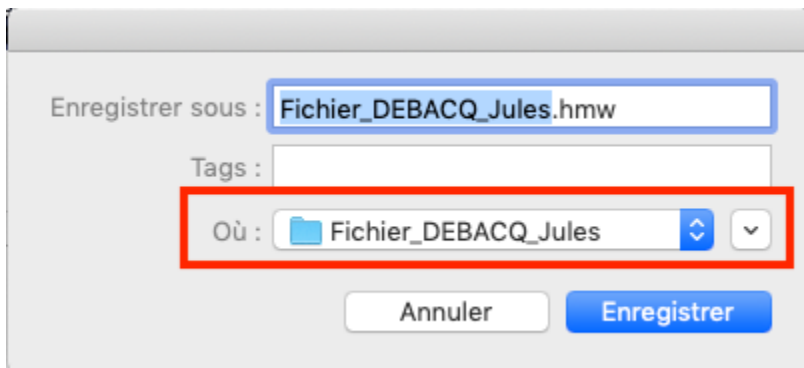 Enregistrer sous : Fichier_DEBACQ_Jules.hmw
Tags :
Où : Fichier_DEBACQ_Jules
Annuler Enregistrer